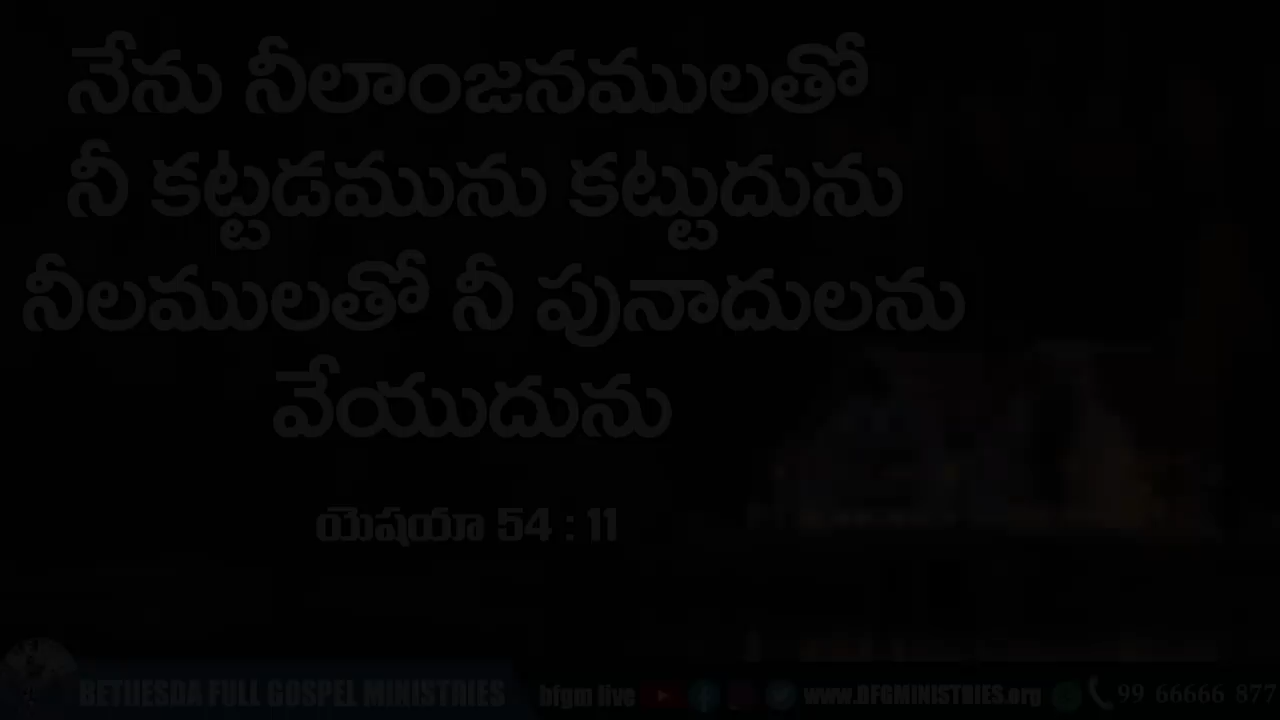 నేను నీలాంజనములతో
నీ కట్టడమును కట్టుదును
నీలములతో నీ పునాదులను
వేయుదును
యెషయా 54 : 11
BETHESDA FULL GOSPEL MINISTRIES bfgm live www.BFGMINISTRIES.org 99 66666 877